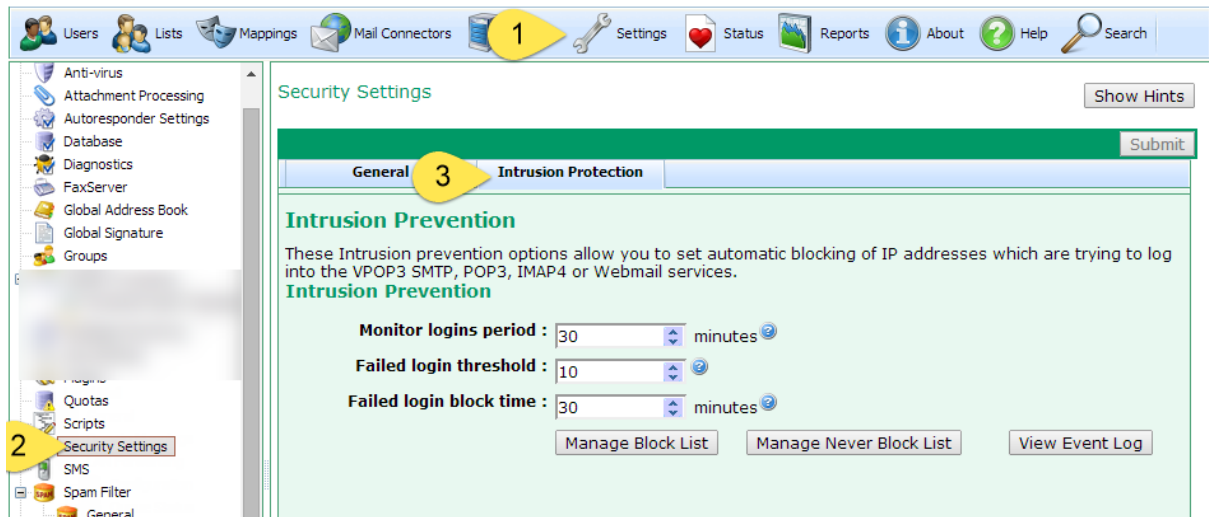 Users Lists Mappings Mail Connectors 1 Settings Status Reports About Help Search
Anti-virus
Attachment Processing
Autoresponder Settings
Database
Diagnostics
FaxServer
Global Address Book
Global Signature
Groups
Plugins
Quotas
Scripts
2 Security Settings
SMS
Spam Filter
General
Security Settings
Show Hints
Submit
General 3 Intrusion Protection
Intrusion Prevention
These Intrusion prevention options allow you to set automatic blocking of IP addresses which are trying to log
into the VPOP3 SMTP, POP3, IMAP4 or Webmail services.
Intrusion Prevention
Monitor logins period : 30 minutes
Failed login threshold : 10
Failed login block time : 30 minutes
Manage Block List Manage Never Block List View Event Log